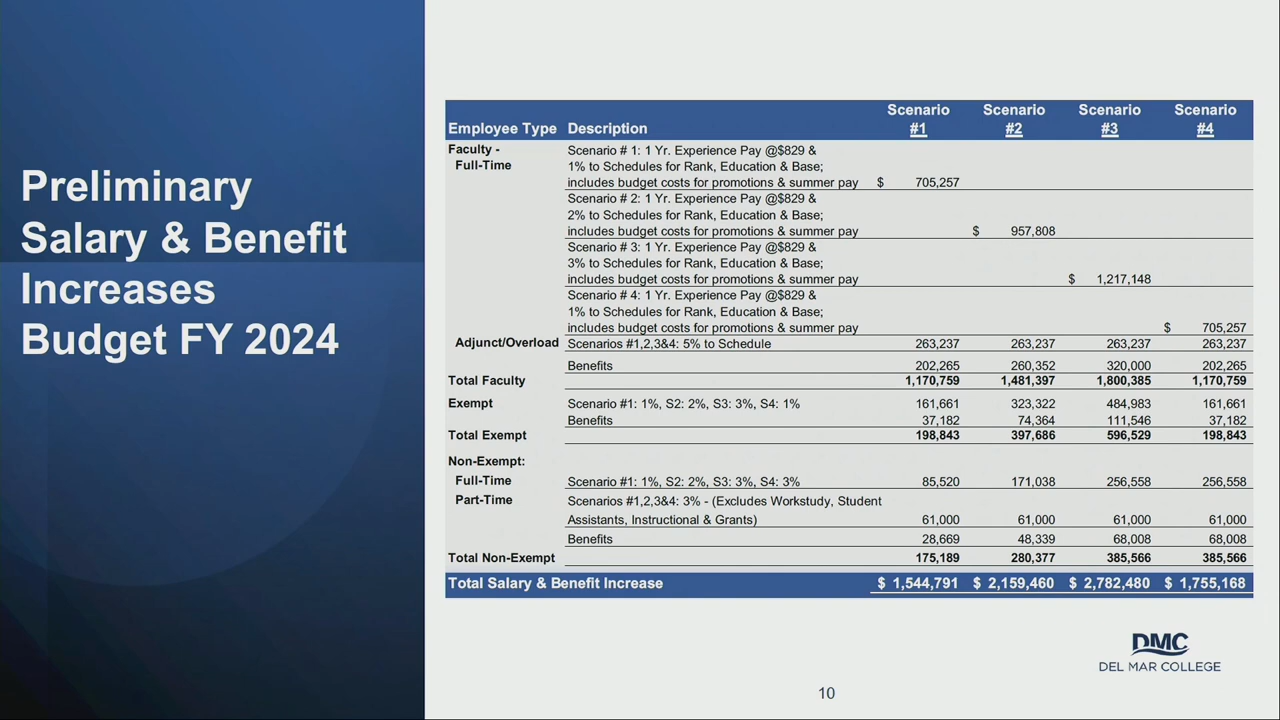 Preliminary
Salary & Benefit
Increases
Budget FY 2024
Scenario Scenario Scenario Scenario
Employee Type Description #1 #2 #3 #4
Faculty - Scenario # 1: 1 Yr. Experience Pay @$829 &
Full-Time 1% to Schedules for Rank, Education & Base;
includes budget costs for promotions & summer pay $ 705,257
Scenario # 2: 1 Yr. Experience Pay @$829 &
2% to Schedules for Rank, Education & Base;
includes budget costs for promotions & summer pay $ 957,808
Scenario # 3: 1 Yr. Experience Pay @$829 &
3% to Schedules for Rank, Education & Base;
includes budget costs for promotions & summer pay $ 1,217,148
Scenario # 4: 1 Yr. Experience Pay @$829 &
1% to Schedules for Rank, Education & Base;
includes budget costs for promotions & summer pay $ 705,257
Adjunct/Overload Scenarios #1,2,3&4: 5% to Schedule 263,237 263,237 263,237 263,237
Benefits 202,265 260,352 320,000 202,265
Total Faculty 1,170,759 1,481,397 1,800,385 1,170,759
Exempt Scenario #1: 1%, S2: 2%, S3: 3%, S4: 1% 161,661 323,322 484,983 161,661
Benefits 37,182 74,364 111,546 37,182
Total Exempt 198,843 397,686 596,529 198,843
Non-Exempt:
Full-Time Scenario #1: 1%, S2: 2%, S3: 3%, S4: 3% 85,520 171,038 256,558 256,558
Part-Time Scenarios #1,2,3&4: 3% - (Excludes Workstudy, Student
Assistants, Instructional & Grants) 61,000 61,000 61,000 61,000
Benefits 28,669 48,339 68,008 68,008
Total Non-Exempt 175,189 280,377 385,566 385,566
Total Salary & Benefit Increase $ 1,544,791 $ 2,159,460 $ 2,782,480 $ 1,755,168
DMC
DEL MAR COLLEGE
10